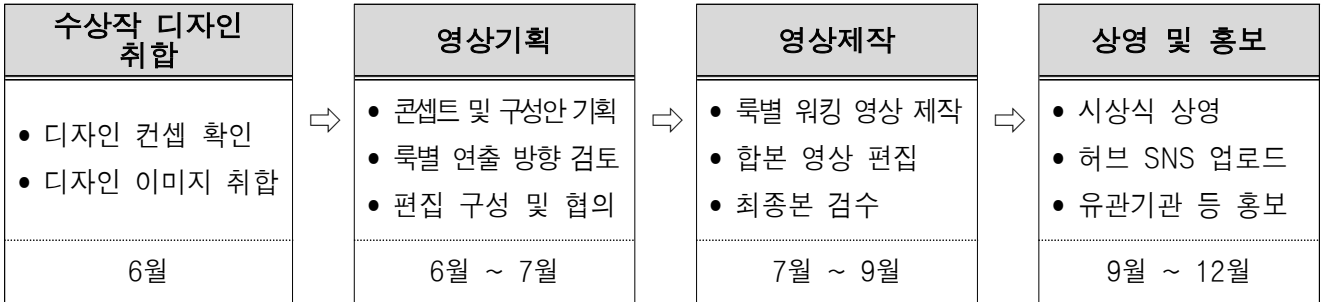 수상작 디자인
취합
• 디자인 컨셉 확인
• 디자인 이미지 취합
6월
⇨
영상기획
• 콘셉트 및 구성안 기획
• 룩별 연출 방향 검토
• 편집 구성 및 협의
6월 ~ 7월
⇨
영상제작
• 룩별 워킹 영상 제작
• 합본 영상 편집
• 최종본 검수
7월 ~ 9월
⇨
상영 및 홍보
• 시상식 상영
• 허브 SNS 업로드
• 유관기관 등 홍보
9월 ~ 12월